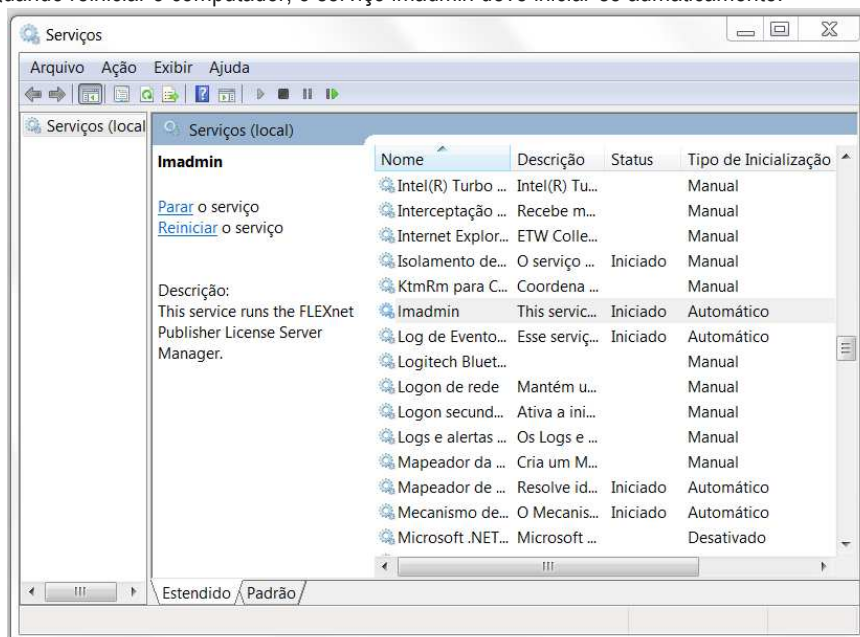 Quando reiniciar o computador, o serviço lmadmin deve iniciar-se aumaticamente.
Serviços
Arquivo Ação Exibir Ajuda
Serviços (local
Serviços (local)
lmadmin
Parar o serviço
Reiniciar o serviço
Descrição:
This service runs the FLEXnet
Publisher License Server
Manager.
Nome Descrição Status Tipo de Inicialização
Intel(R) Turbo ... Intel(R) Tu... Manual
Interceptação ... Recebe m... Manual
Internet Explor... ETW Colle... Manual
Isolamento de... O serviço ... Iniciado Manual
KtmRm para C... Coordena ... Manual
lmadmin This servic... Iniciado Automático
Log de Evento... Esse serviç... Iniciado Automático
Logitech Bluet... Manual
Logon de rede Mantém u... Manual
Logon secund... Ativa a ini... Manual
Logs e alertas ... Os Logs e ... Manual
Mapeador da ... Cria um M... Manual
Mapeador de ... Resolve id... Iniciado Automático
Mecanismo de... O Mecanis... Iniciado Automático
Microsoft .NET... Microsoft ... Desativado
Estendido Padrão